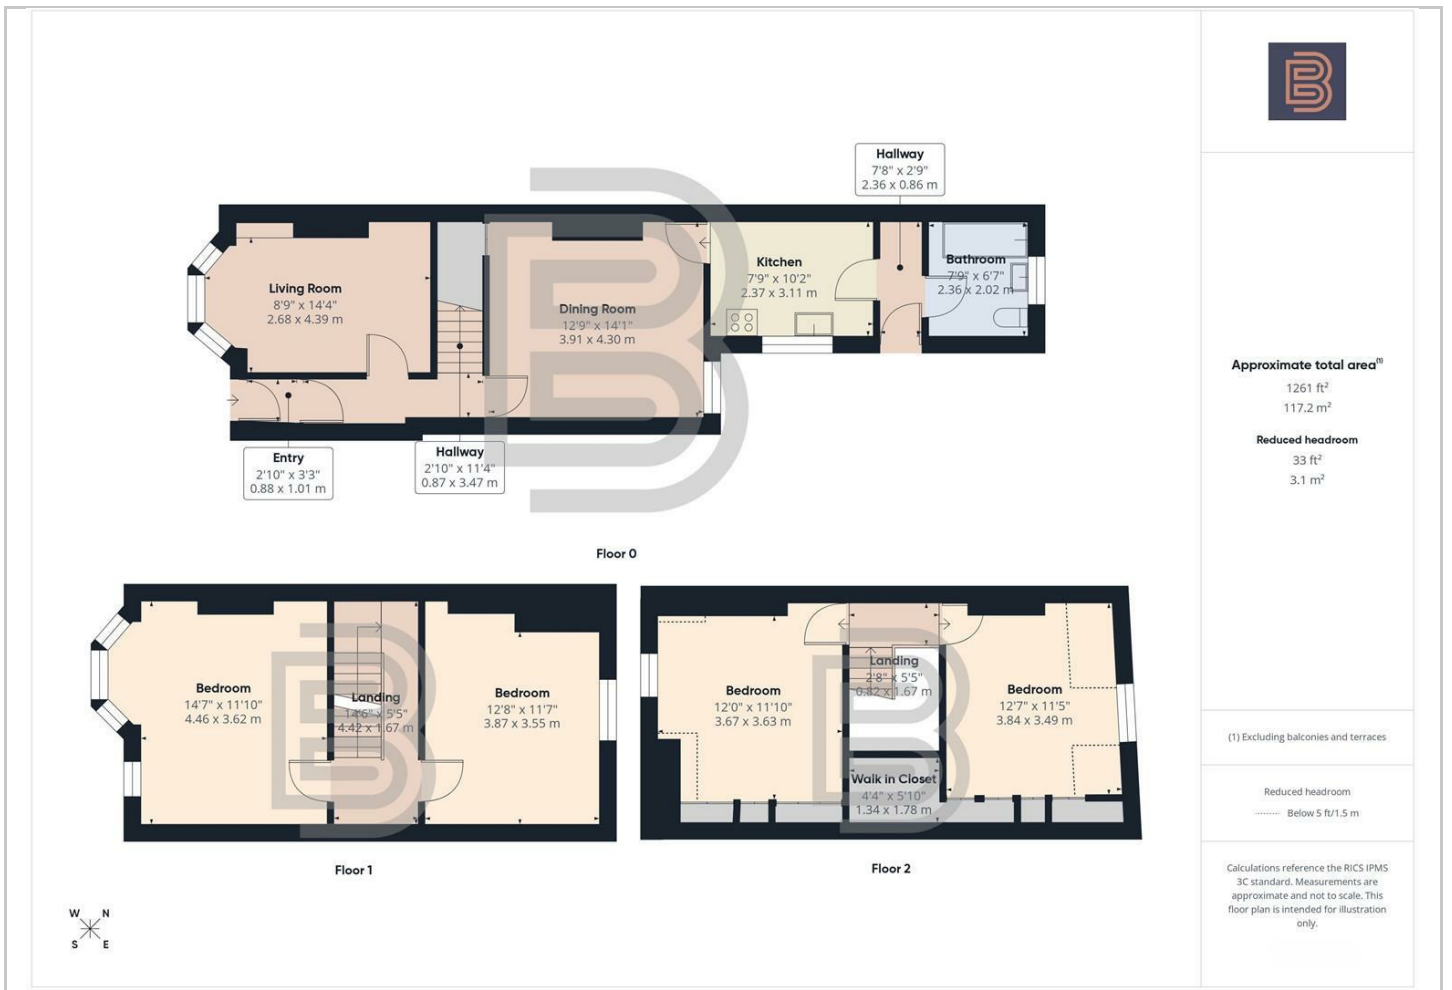 Hallway
7'8" x 2'9"
2.36 x 0.86 m
Living Room
8'9" x 14'4"
2.68 x 4.39 m
Dining Room
12'9" x 14'1"
3.91 x 4.30 m
Kitchen
7'9" x 10'2"
2.37 x 3.11 m
Bathroom
7'9" x 6'7"
2.36 x 2.02 m
Entry
2'10" x 3'3"
0.88 x 1.01 m
Hallway
2'10" x 11'4"
0.87 x 3.47 m
Floor 0
Bedroom
14'7" x 11'10"
4.46 x 3.62 m
Landing
14'6" x 5'5"
4.42 x 1.67 m
Bedroom
12'8" x 11'7"
3.87 x 3.55 m
Floor 1
Bedroom
12'0" x 11'10"
3.67 x 3.63 m
Landing
2'8" x 5'5"
0.82 x 1.67 m
Bedroom
12'7" x 11'5"
3.84 x 3.49 m
Walk in Closet
4'4" x 5'10"
1.34 x 1.78 m
Floor 2
W N
S E
B
Approximate total area⁽¹⁾
1261 ft²
117.2 m²
Reduced headroom
33 ft²
3.1 m²
(1) Excluding balconies and terraces
Reduced headroom
Below 5 ft/1.5 m
Calculations reference the RICS IPMS
3C standard. Measurements are
approximate and not to scale. This
floor plan is intended for illustration
only.